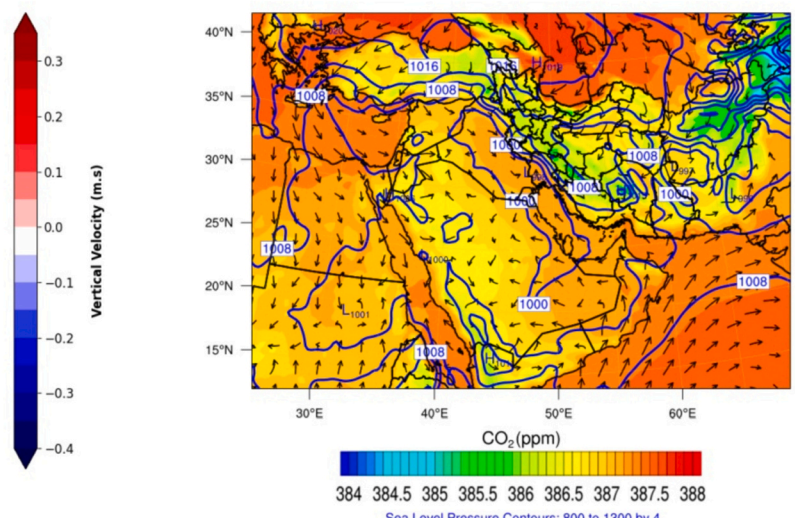 0.3
0.2
0.1
0.0
−0.1
−0.2
−0.3
−0.4
Vertical Velocity (m.s)
40°N
35°N
30°N
25°N
20°N
15°N
30°E
40°E
50°E
60°E
1016
1016
1008
1008
1000
1008
1008
1000
1000
997
1008
1000
1008
1000
L1001
1008
H
CO2(ppm)
384
384.5
385
385.5
386
386.5
387
387.5
388
Sea Level Pressure Contours: 800 to 1300 by 4